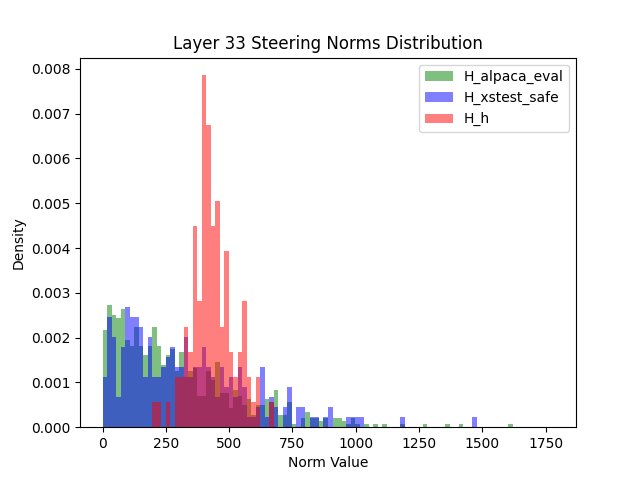 Layer 33 Steering Norms Distribution
H_alpaca_eval
H_xstest_safe
H_h
Density
0.008
0.007
0.006
0.005
0.004
0.003
0.002
0.001
0.000
0
250
500
750
1000
1250
1500
1750
Norm Value